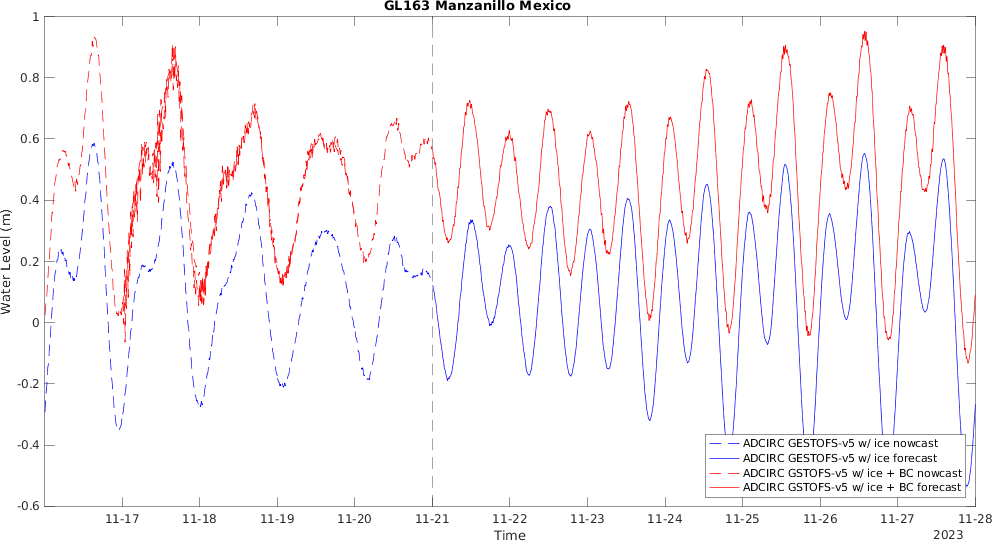 GL163 Manzanillo Mexico
1
0.8
0.6
0.4
0.2
0
-0.2
-0.4
-0.6
Water Level (m)
ADCIRC GESTOFS-v5 w/ ice nowcast
ADCIRC GESTOFS-v5 w/ ice forecast
ADCIRC GSTOFS-v5 w/ ice + BC nowcast
ADCIRC GSTOFS-v5 w/ ice + BC forecast
11-17 11-18 11-19 11-20 11-21 11-22 11-23 11-24 11-25 11-26 11-27 11-28
Time
2023